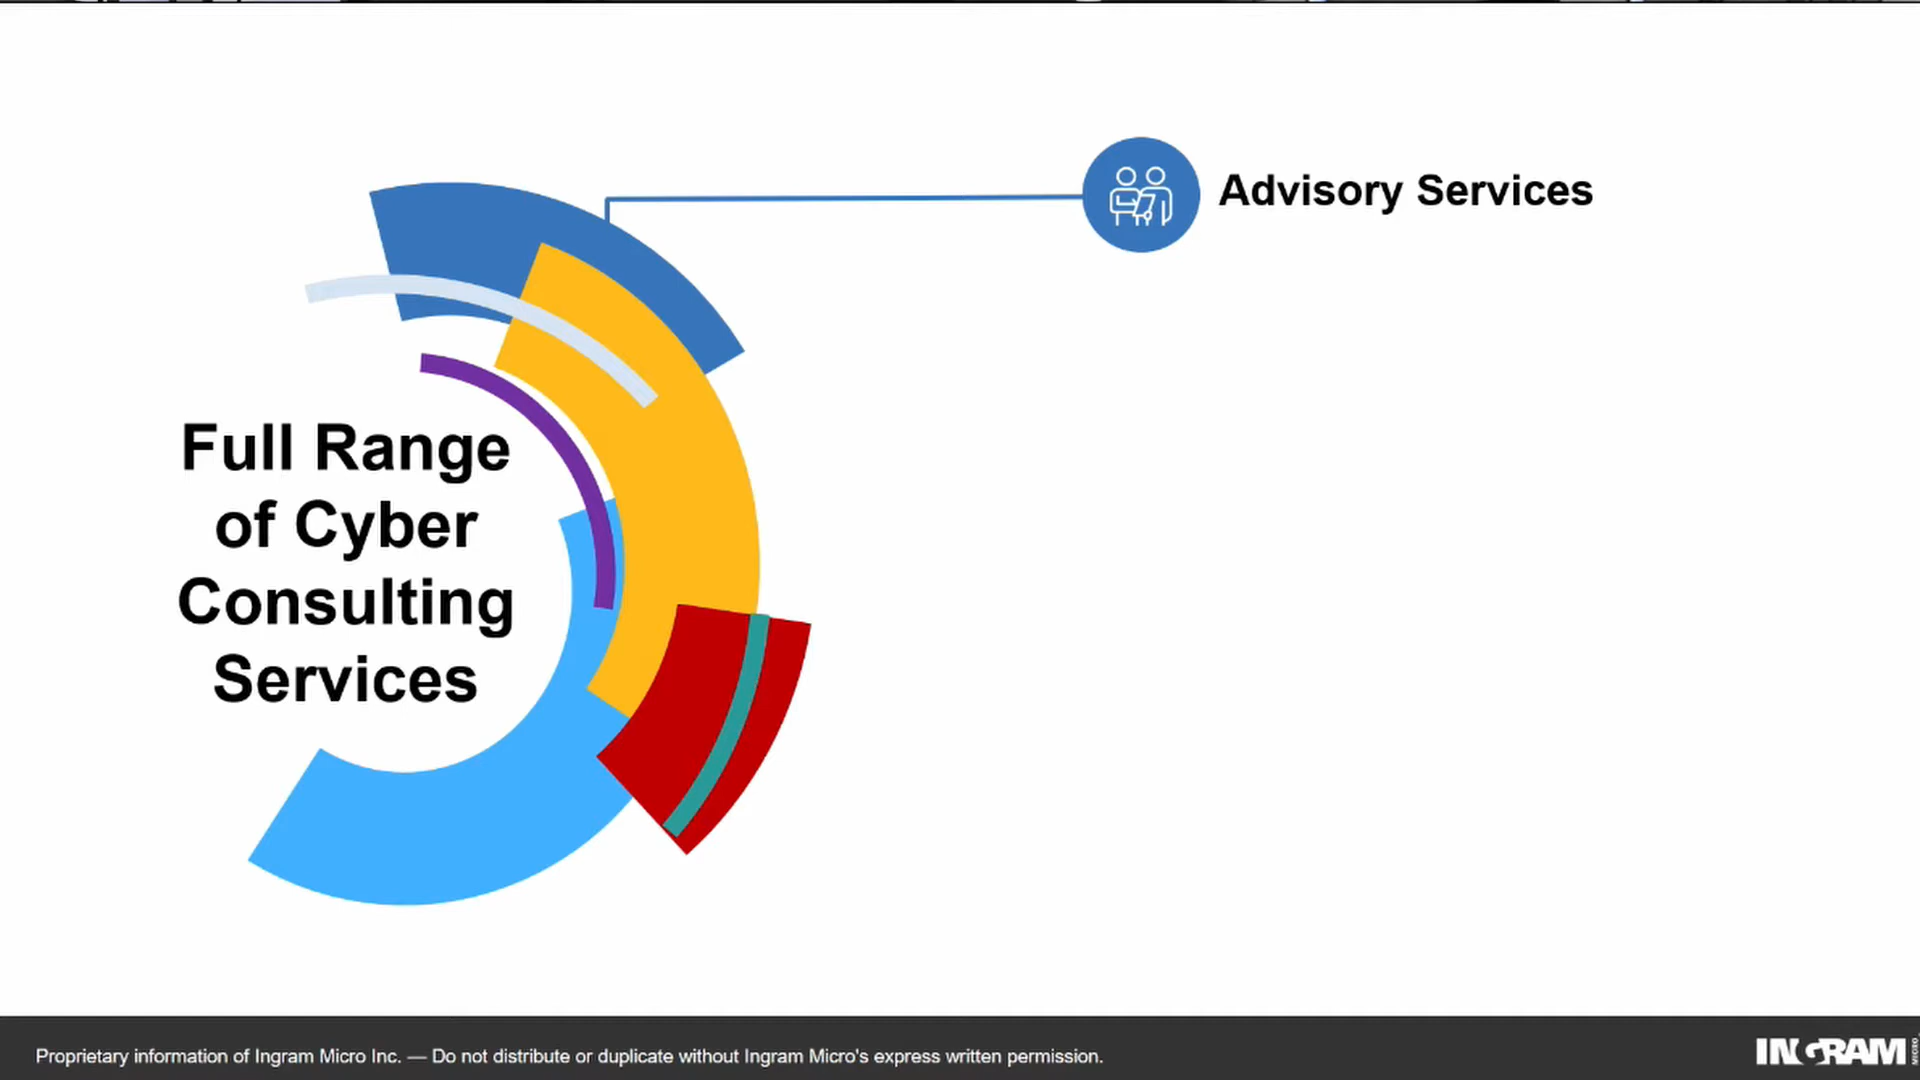 Advisory Services
Full Range
of Cyber
Consulting
Services
Proprietary information of Ingram Micro Inc. — Do not distribute or duplicate without Ingram Micro's express written permission.
INGRAM MICRO